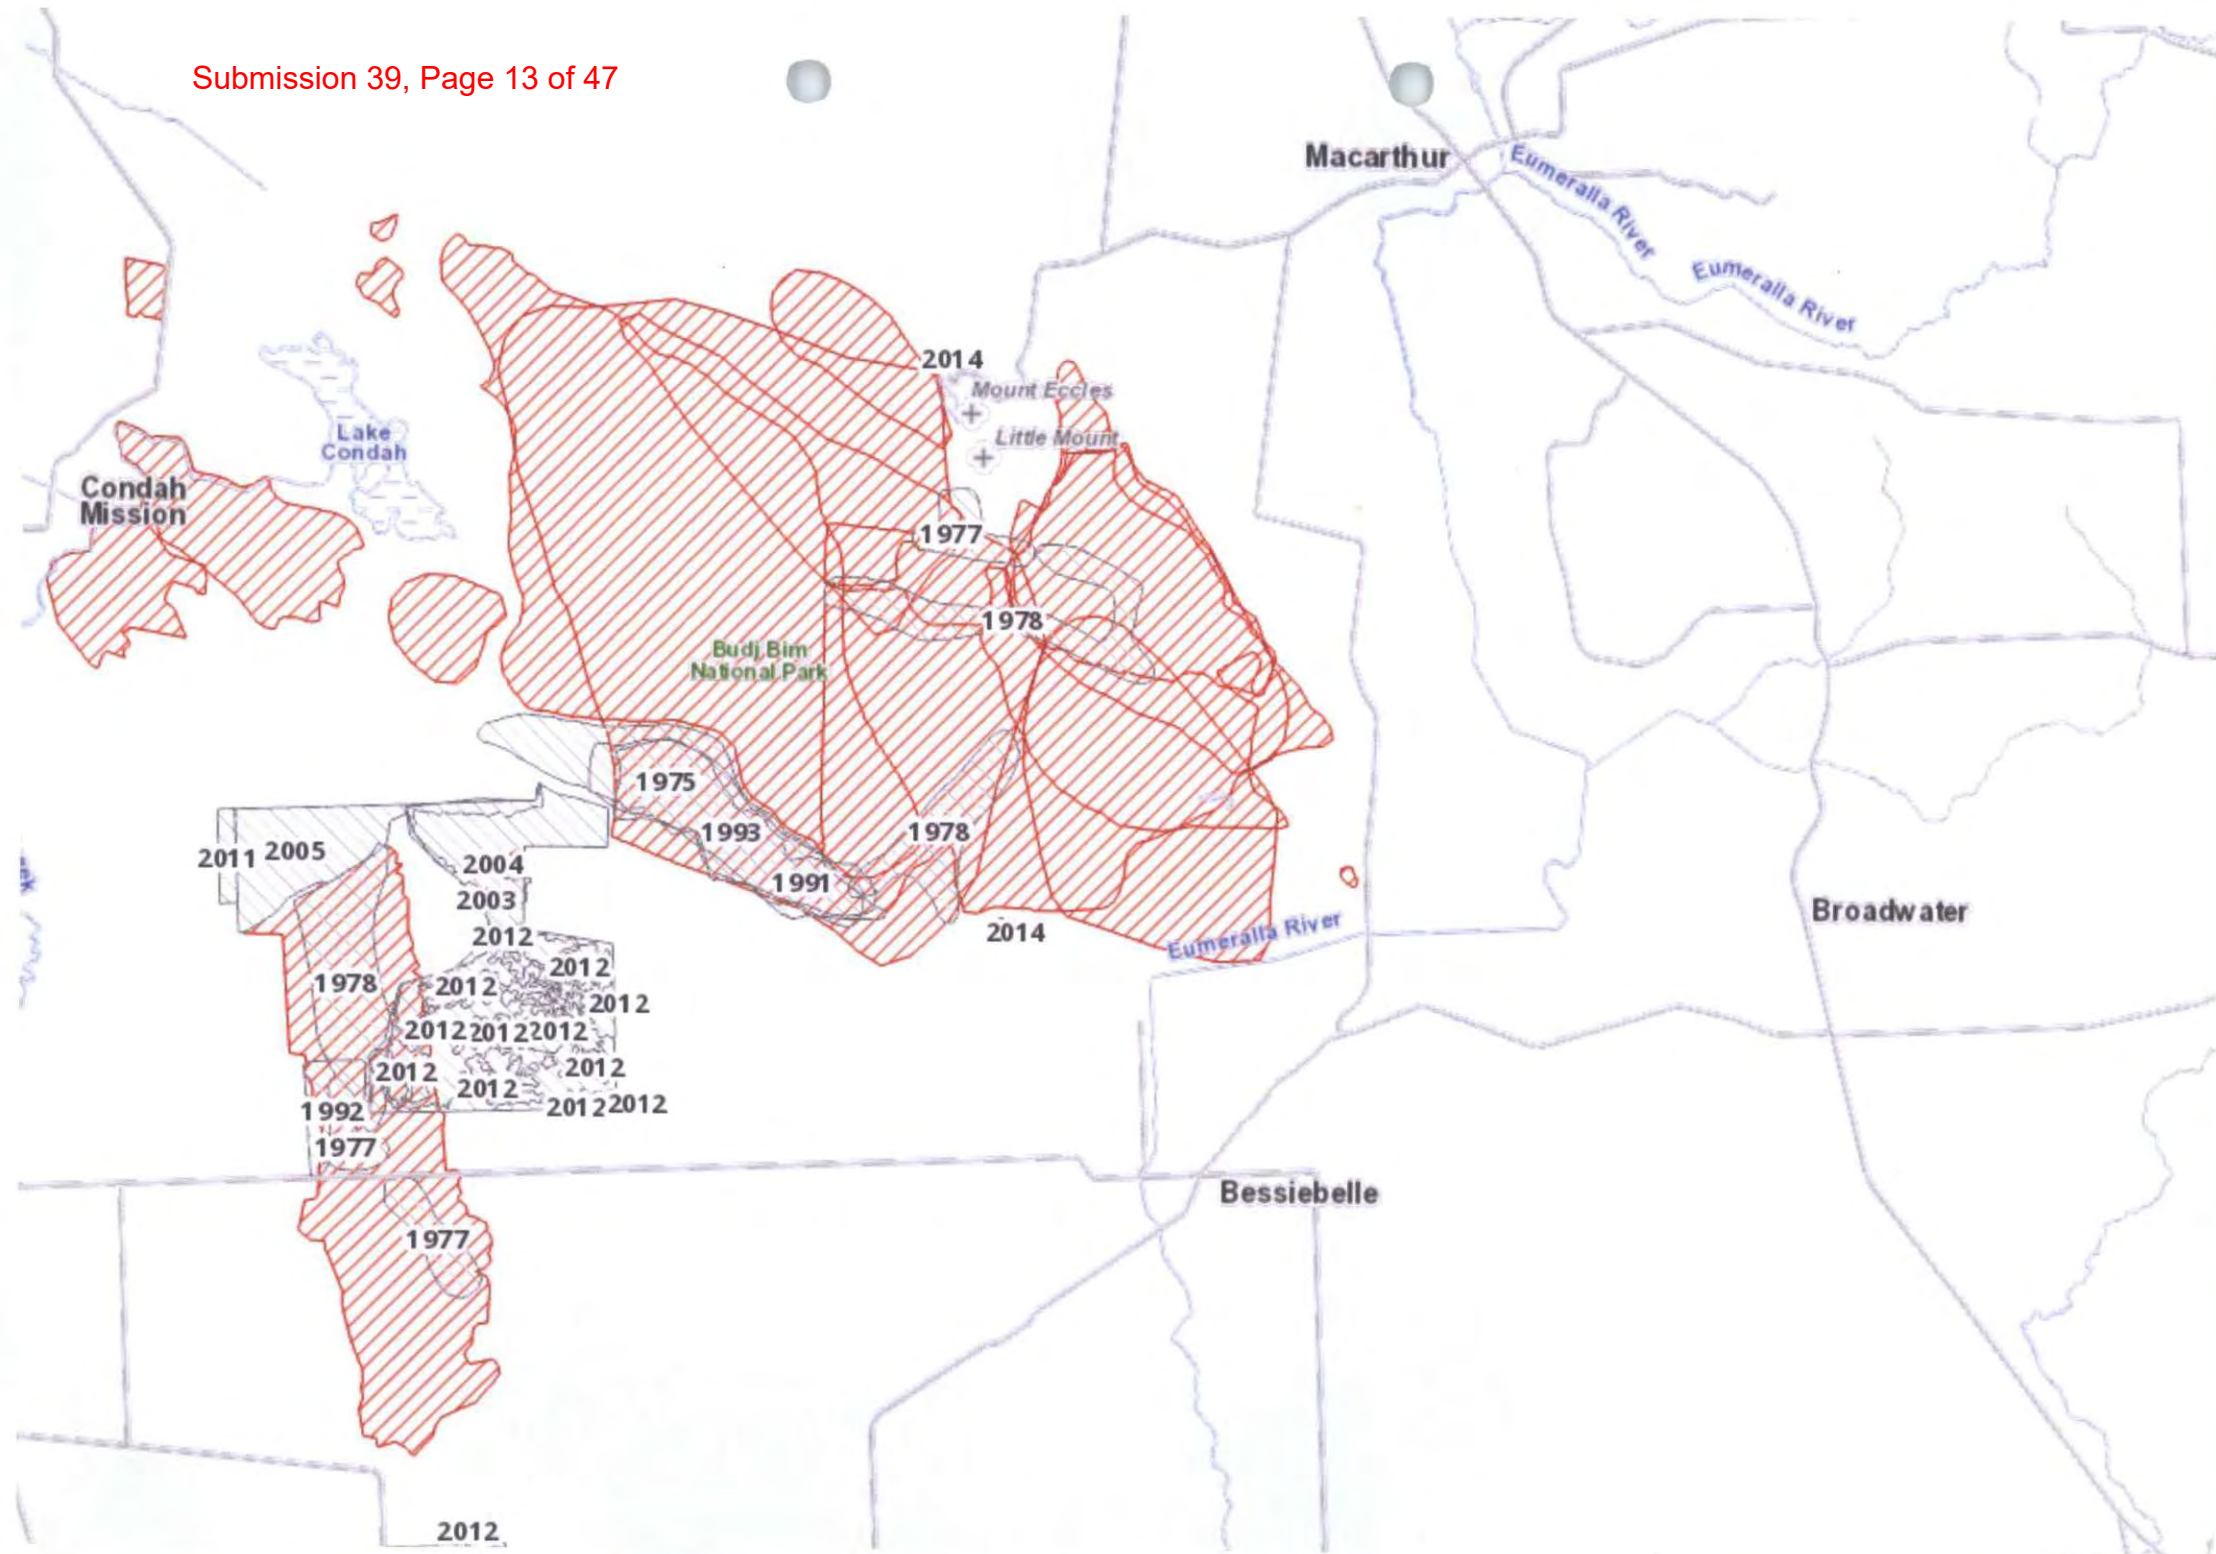 Submission 39, Page 13 of 47
Macarthur
Eumeralla River
Eumeralla River
2014
Mount Eccles
Little Mount
Lake
Condah
Condah
Mission
1977
1978
Budj Bim
National Park
1975
1993
1978
1991
2011
2005
2004
2003
2012
2014
Eumeralla River
Broadwater
2012
2012
2012
1978
2012
2012
2012
2012
2012
2012
2012
2012
1992
1977
Bessiebelle
1977
2012